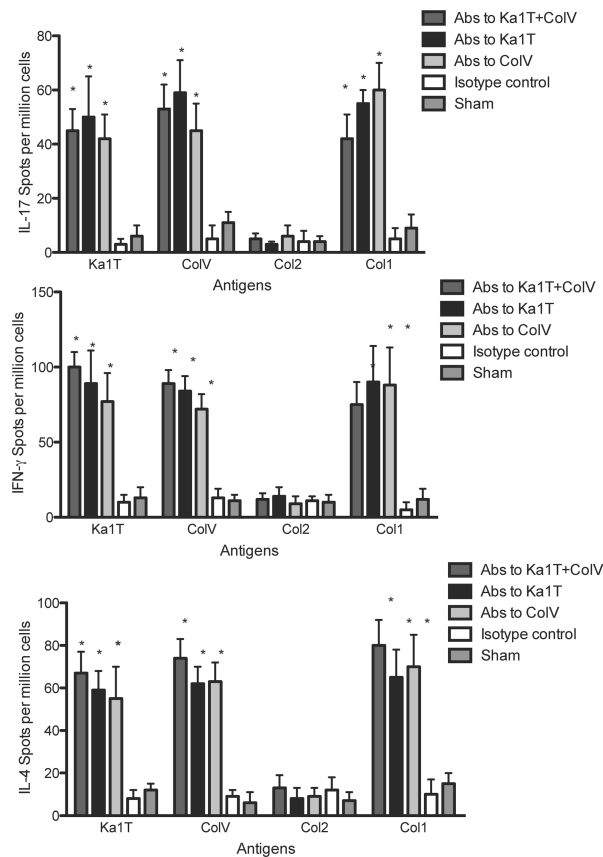 Abs to Ka1T+ColV
Abs to Ka1T
Abs to ColV
Isotype control
Sham
IL-17 Spots per million cells
80
60
40
20
0
* * * * * * * * *
Ka1T ColV Col2 Col1
Antigens
Abs to Ka1T+ColV
Abs to Ka1T
Abs to ColV
Isotype control
Sham
IFN-γ Spots per million cells
150
100
50
0
* * * * * * * * *
Ka1T ColV Col2 Col1
Antigens
Abs to Ka1T+ColV
Abs to Ka1T
Abs to ColV
Isotype control
Sham
IL-4 Spots per million cells
100
80
60
40
20
0
* * * * * * * * *
Ka1T ColV Col2 Col1
Antigens